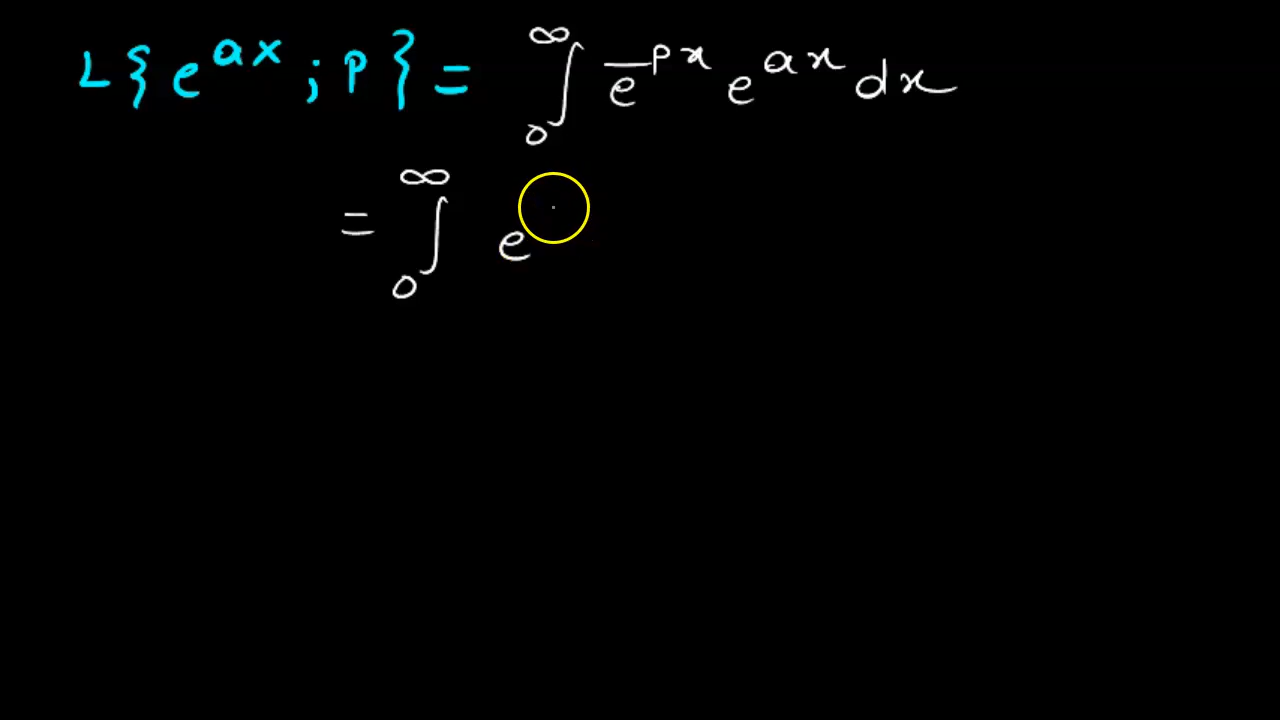 L{e^{ax} ; p} = ∫_0^∞ e^{-px} e^{ax} dx
= ∫_0^∞ e